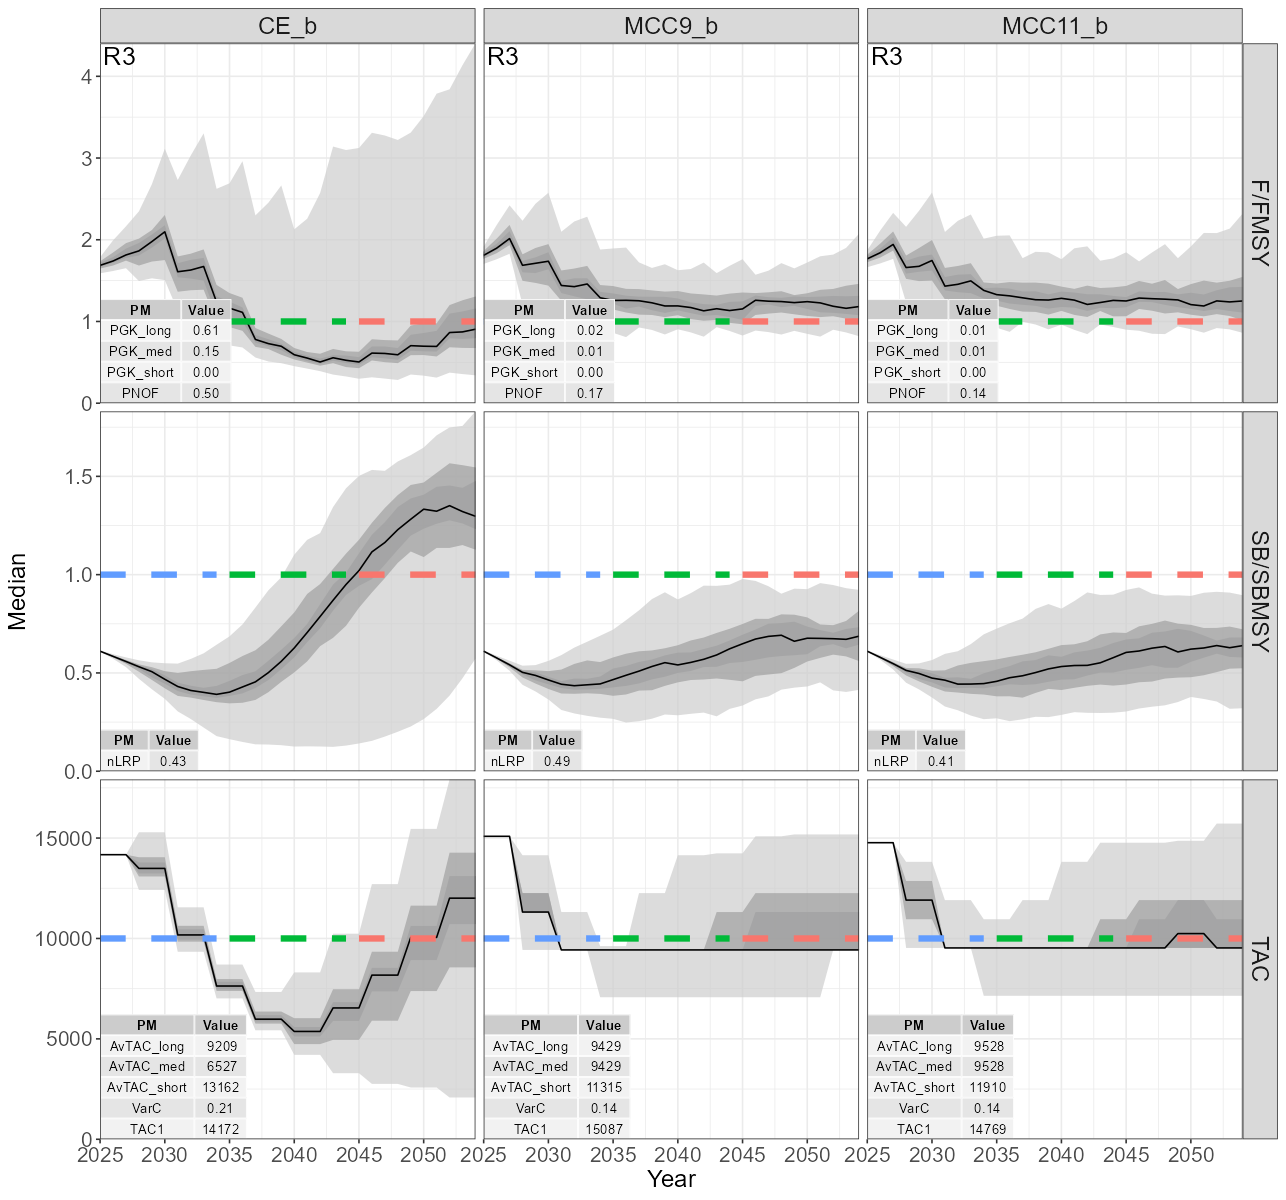 CE_b MCC9_b MCC11_b
R3 R3 R3
4
3
2
1
0
F/FMSY
PM Value
PGK_long 0.61
PGK_med 0.15
PGK_short 0.00
PNOF 0.50
PM Value
PGK_long 0.02
PGK_med 0.01
PGK_short 0.00
PNOF 0.17
PM Value
PGK_long 0.01
PGK_med 0.01
PGK_short 0.00
PNOF 0.14
Median
1.5
1.0
0.5
0.0
SB/SBMSY
PM Value
nLRP 0.43
PM Value
nLRP 0.49
PM Value
nLRP 0.41
15000
10000
5000
0
TAC
PM Value
AvTAC_long 9209
AvTAC_med 6527
AvTAC_short 13162
VarC 0.21
TAC1 14172
PM Value
AvTAC_long 9429
AvTAC_med 9429
AvTAC_short 11315
VarC 0.14
TAC1 15087
PM Value
AvTAC_long 9528
AvTAC_med 9528
AvTAC_short 11910
VarC 0.14
TAC1 14769
2025 2030 2035 2040 2045 2050 2025 2030 2035 2040 2045 2050 2025 2030 2035 2040 2045 2050
Year